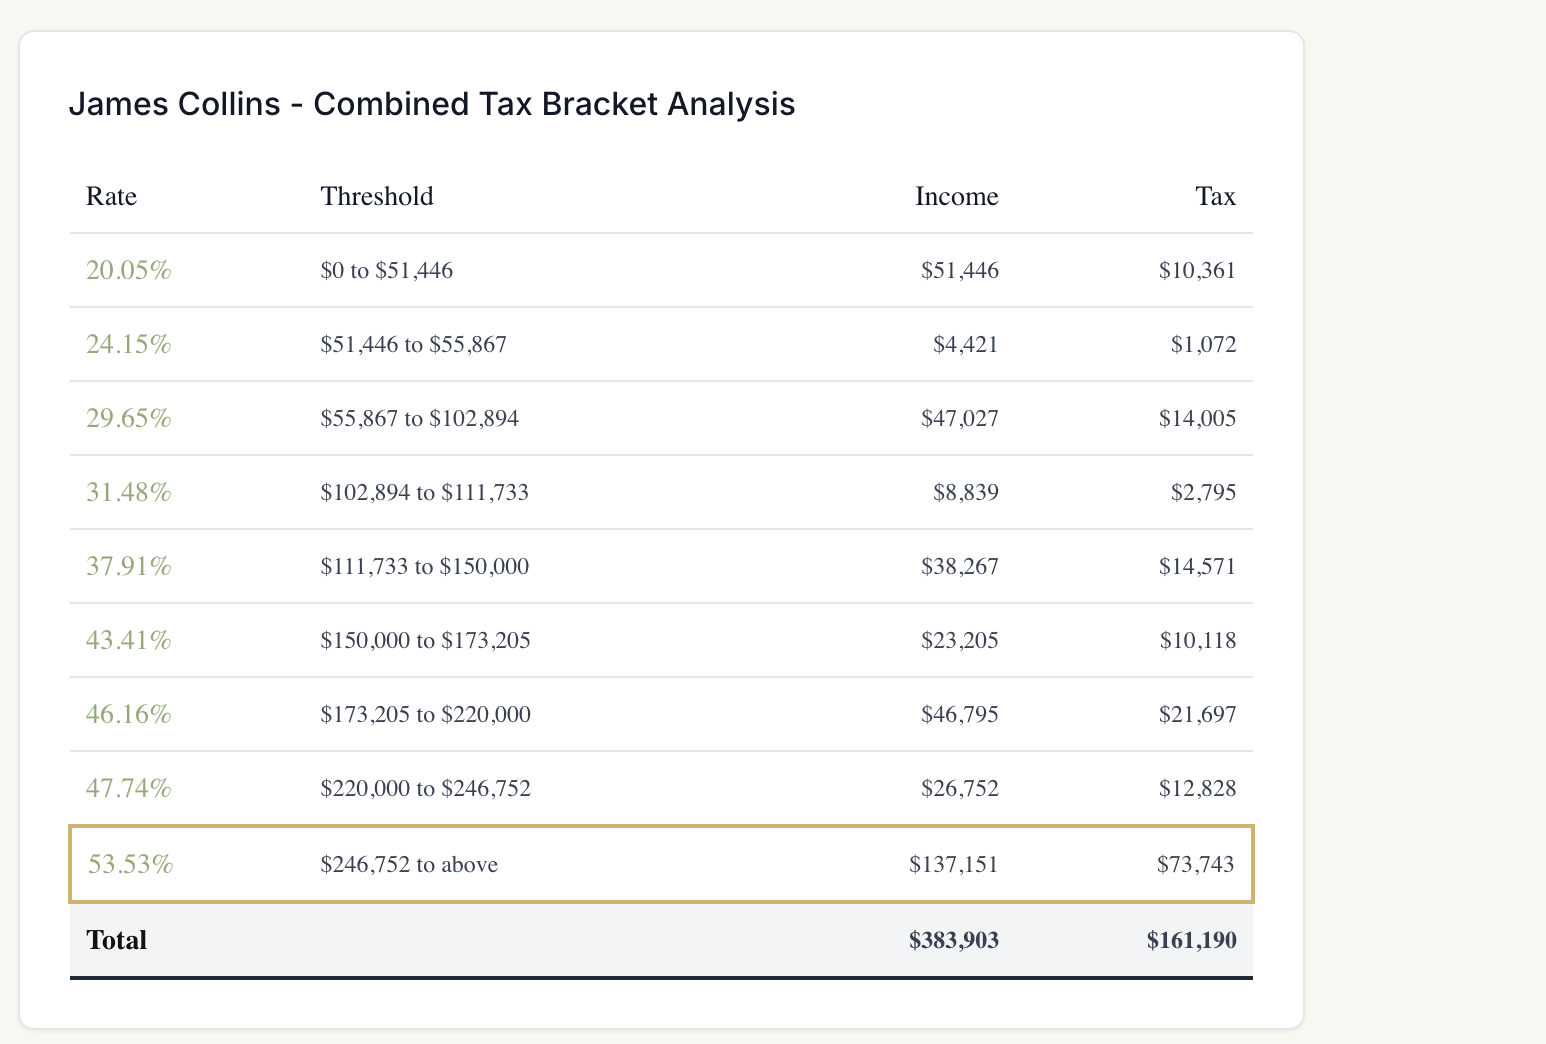 James Collins - Combined Tax Bracket Analysis
Rate Threshold Income Tax
20.05% $0 to $51,446 $51,446 $10,361
24.15% $51,446 to $55,867 $4,421 $1,072
29.65% $55,867 to $102,894 $47,027 $14,005
31.48% $102,894 to $111,733 $8,839 $2,795
37.91% $111,733 to $150,000 $38,267 $14,571
43.41% $150,000 to $173,205 $23,205 $10,118
46.16% $173,205 to $220,000 $46,795 $21,697
47.74% $220,000 to $246,752 $26,752 $12,828
53.53% $246,752 to above $137,151 $73,743
Total $383,903 $161,190